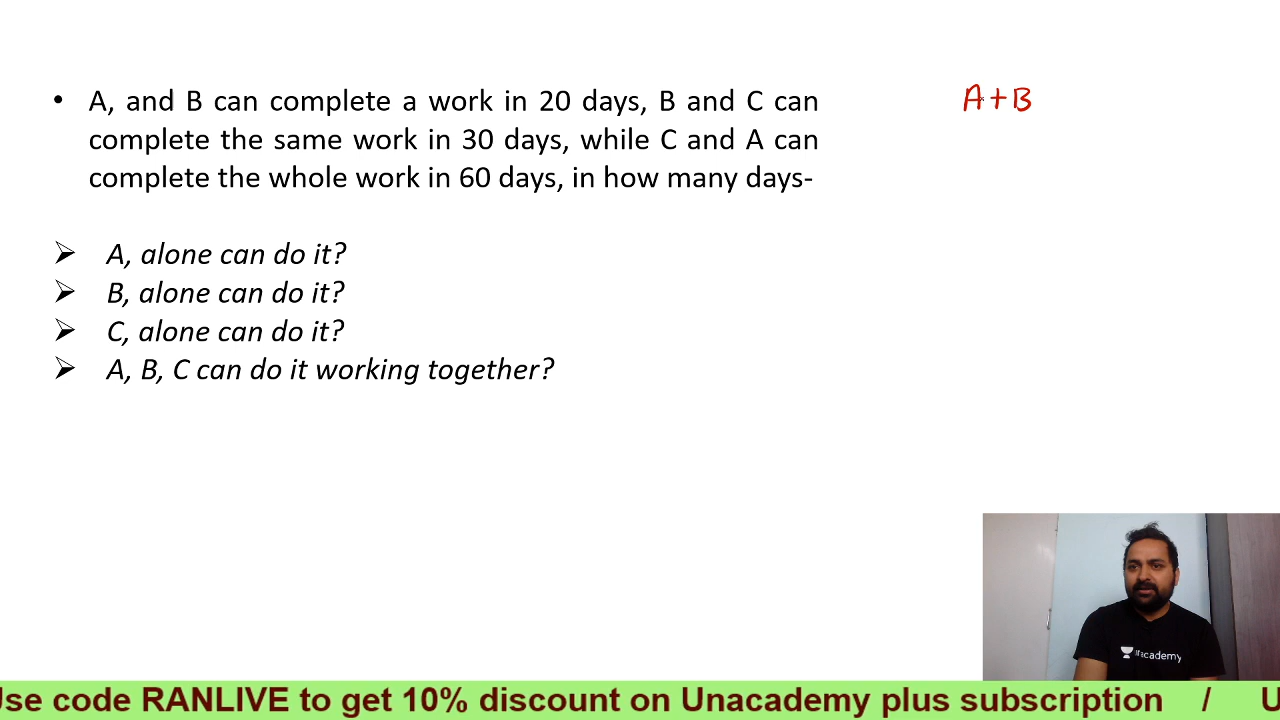 • A, and B can complete a work in 20 days, B and C can
complete the same work in 30 days, while C and A can
complete the whole work in 60 days, in how many days-
A+B
➢ A, alone can do it?
➢ B, alone can do it?
➢ C, alone can do it?
➢ A, B, C can do it working together?
unacademy
Use code RANLIVE to get 10% discount on Unacademy plus subscription / U